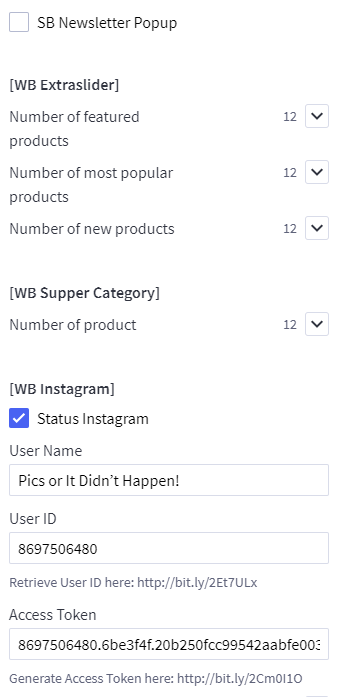 SB Newsletter Popup
[WB Extraslider]
Number of featured 12
products
Number of most popular 12
products
Number of new products 12
[WB Supper Category]
Number of product 12
[WB Instagram]
Status Instagram
User Name
Pics or It Didn’t Happen!
User ID
8697506480
Retrieve User ID here: http://bit.ly/2Et7ULx
Access Token
8697506480.6be3f4f.20b250fcc99542aabfe003
Generate Access Token here: http://bit.ly/2Cm0I1O